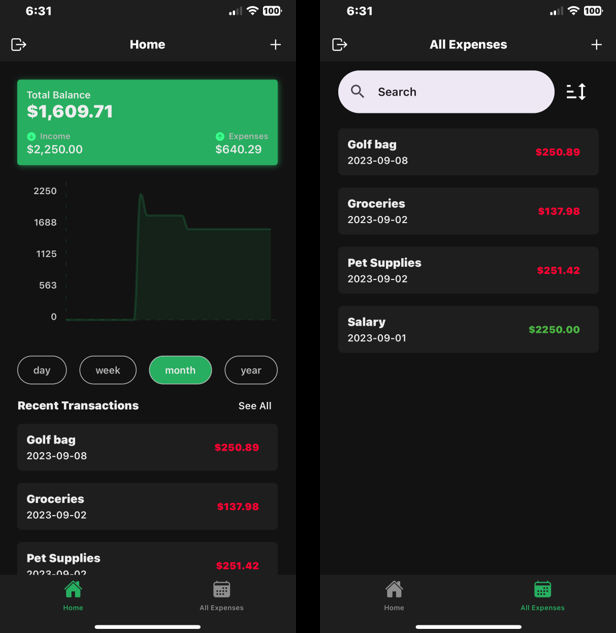 6:31
100
Home
Total Balance
$1,609.71
Income
Expenses
$2,250.00
$640.29
2250
1688
1125
563
0
day
week
month
year
Recent Transactions
See All
Golf bag
$250.89
2023-09-08
Groceries
$137.98
2023-09-02
Pet Supplies
$251.42
2023-09-02
Home
All Expenses
6:31
100
All Expenses
Search
Golf bag
$250.89
2023-09-08
Groceries
$137.98
2023-09-02
Pet Supplies
$251.42
2023-09-02
Salary
$2250.00
2023-09-01
Home
All Expenses